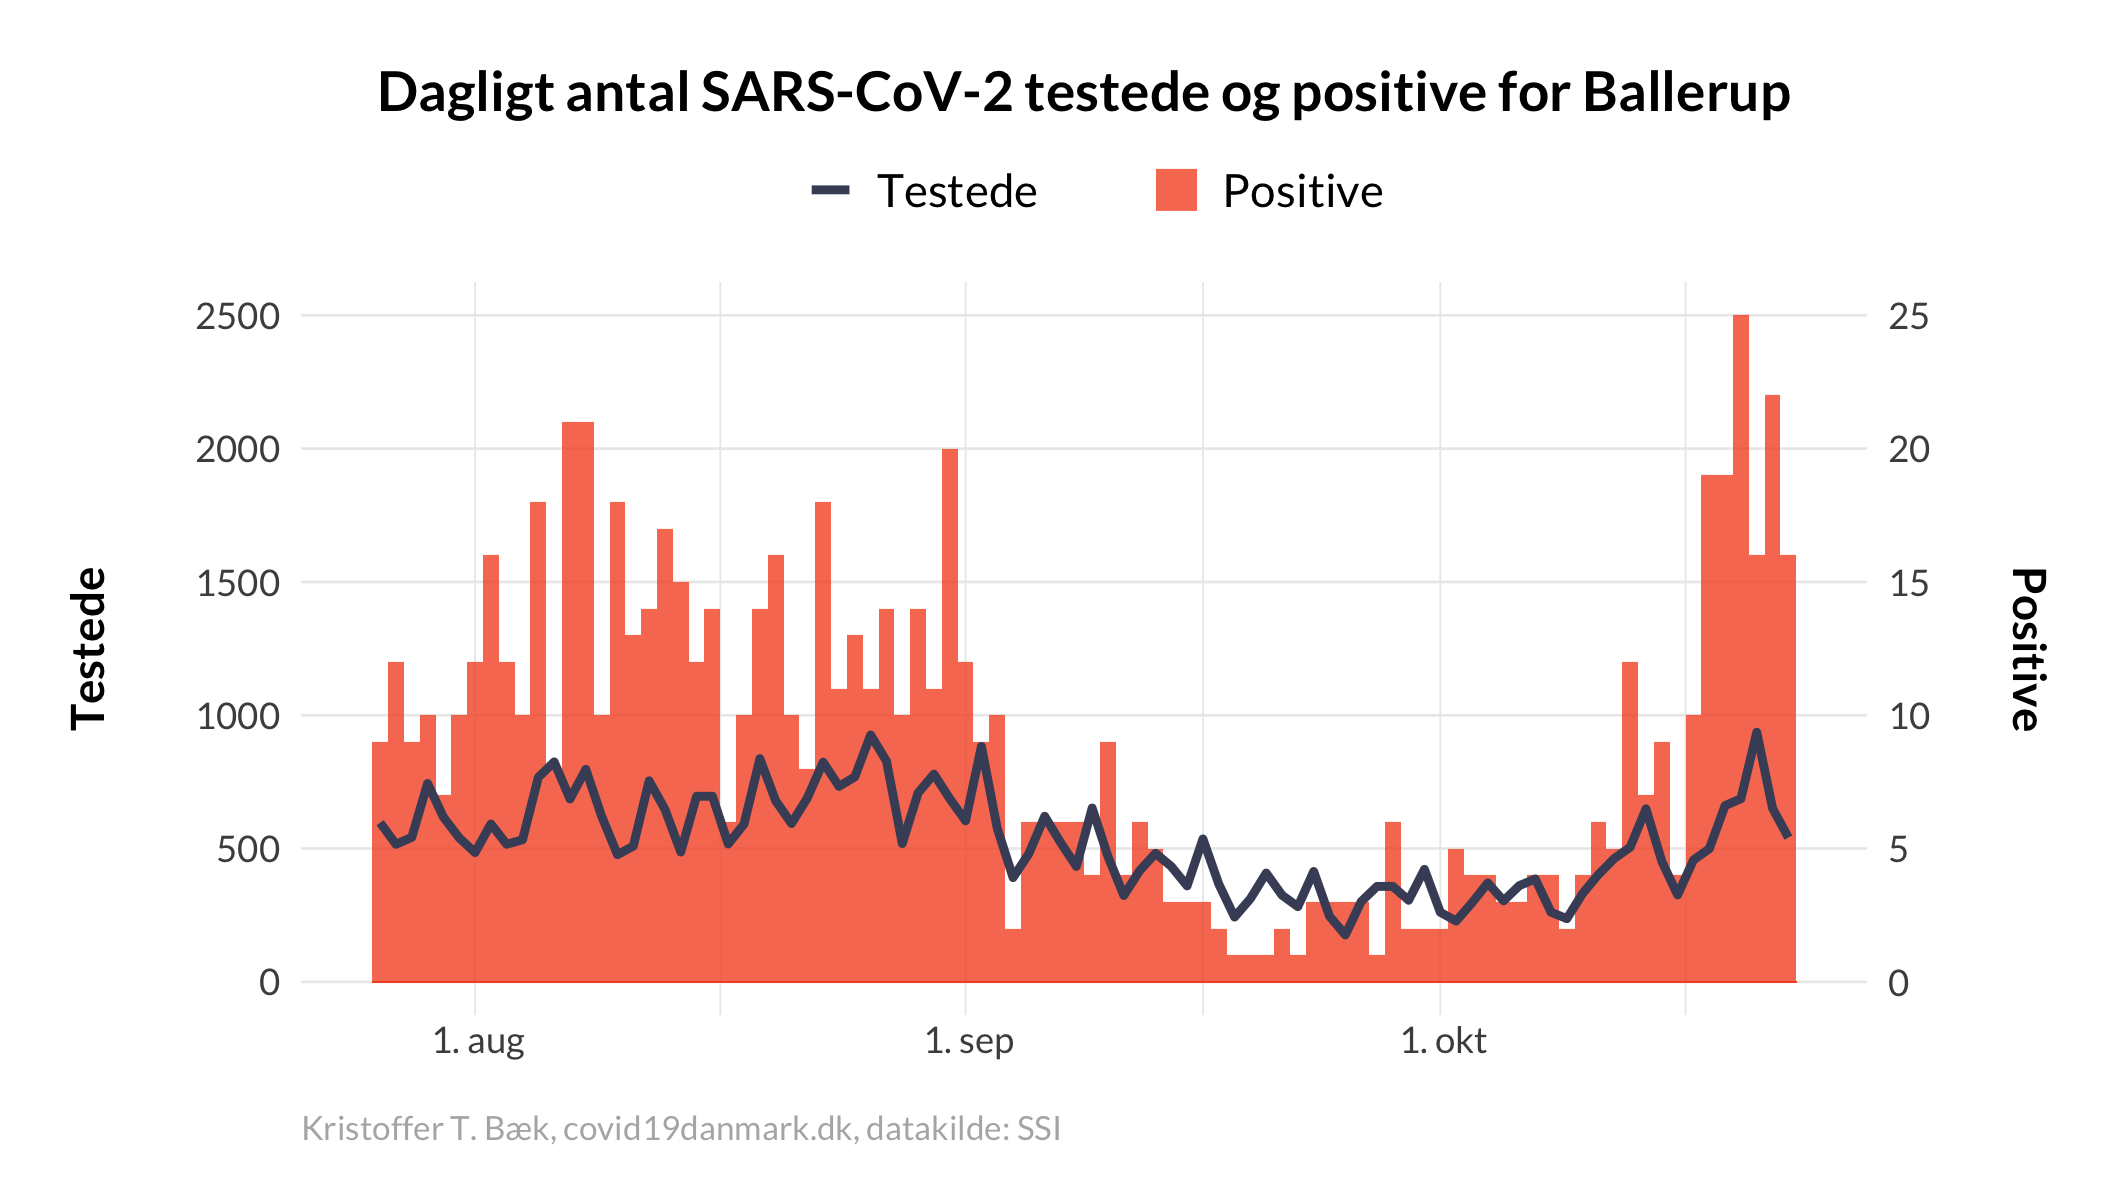 Dagligt antal SARS-CoV-2 testede og positive for Ballerup
Testede
Positive
2500
2000
1500
1000
500
0
Testede
25
20
15
10
5
0
Positive
1. aug
1. sep
1. okt
Kristoffer T. Bæk, covid19danmark.dk, datakilde: SSI